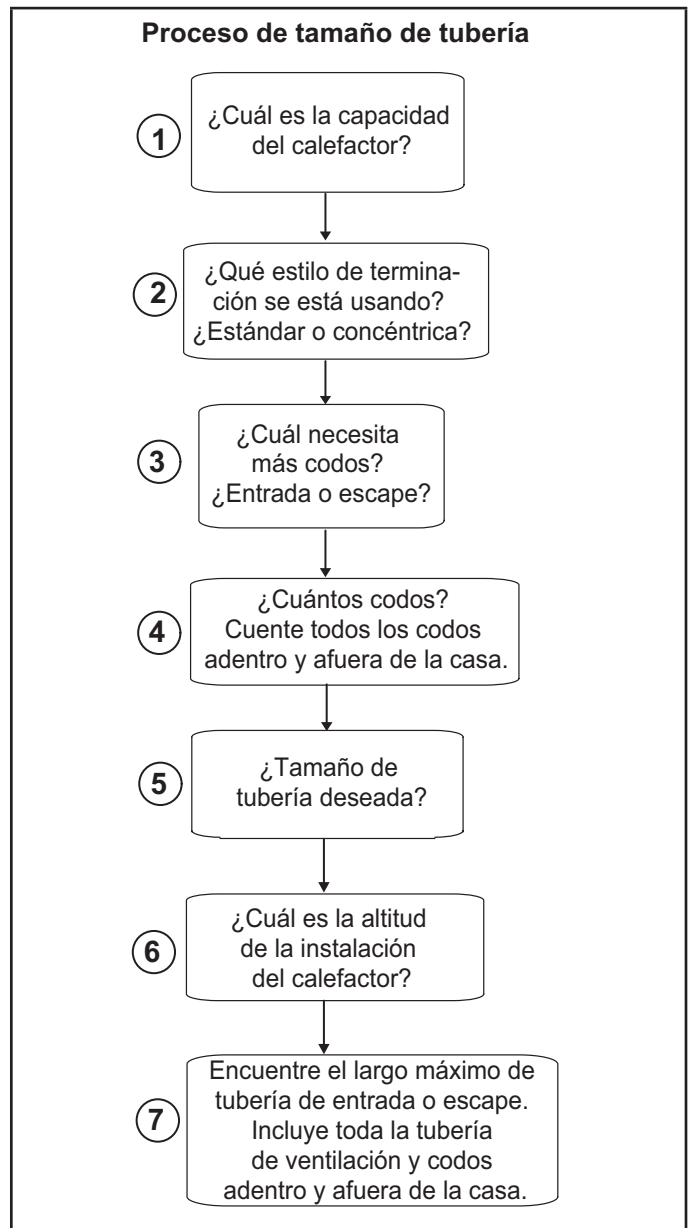 Proceso de tamaño de tubería
1
¿Cuál es la capacidad
del calefactor?
2
¿Qué estilo de termina-
ción se está usando?
¿Estándar o concéntrica?
3
¿Cuál necesita
más codos?
¿Entrada o escape?
4
¿Cuántos codos?
Cuente todos los codos
adentro y afuera de la casa.
5
¿Tamaño de
tubería deseada?
6
¿Cuál es la altitud
de la instalación
del calefactor?
7
Encuentre el largo máximo de
tubería de entrada o escape.
Incluye toda la tubería
de ventilación y codos
adentro y afuera de la casa.